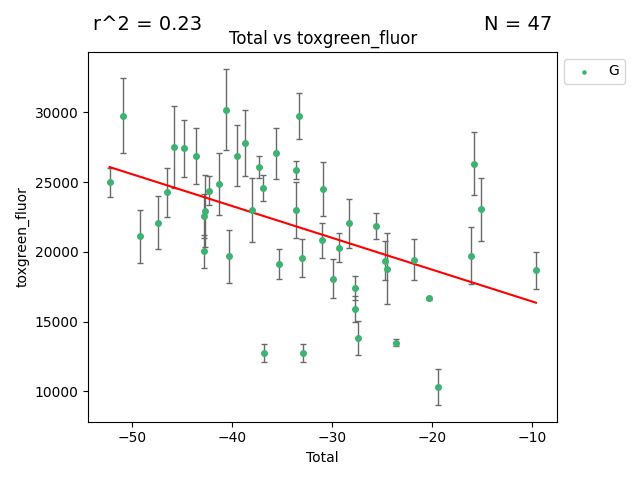 r^2 = 0.23
N = 47
Total vs toxgreen_fluor
G
30000
25000
20000
15000
10000
toxgreen_fluor
−50
−40
−30
−20
−10
Total